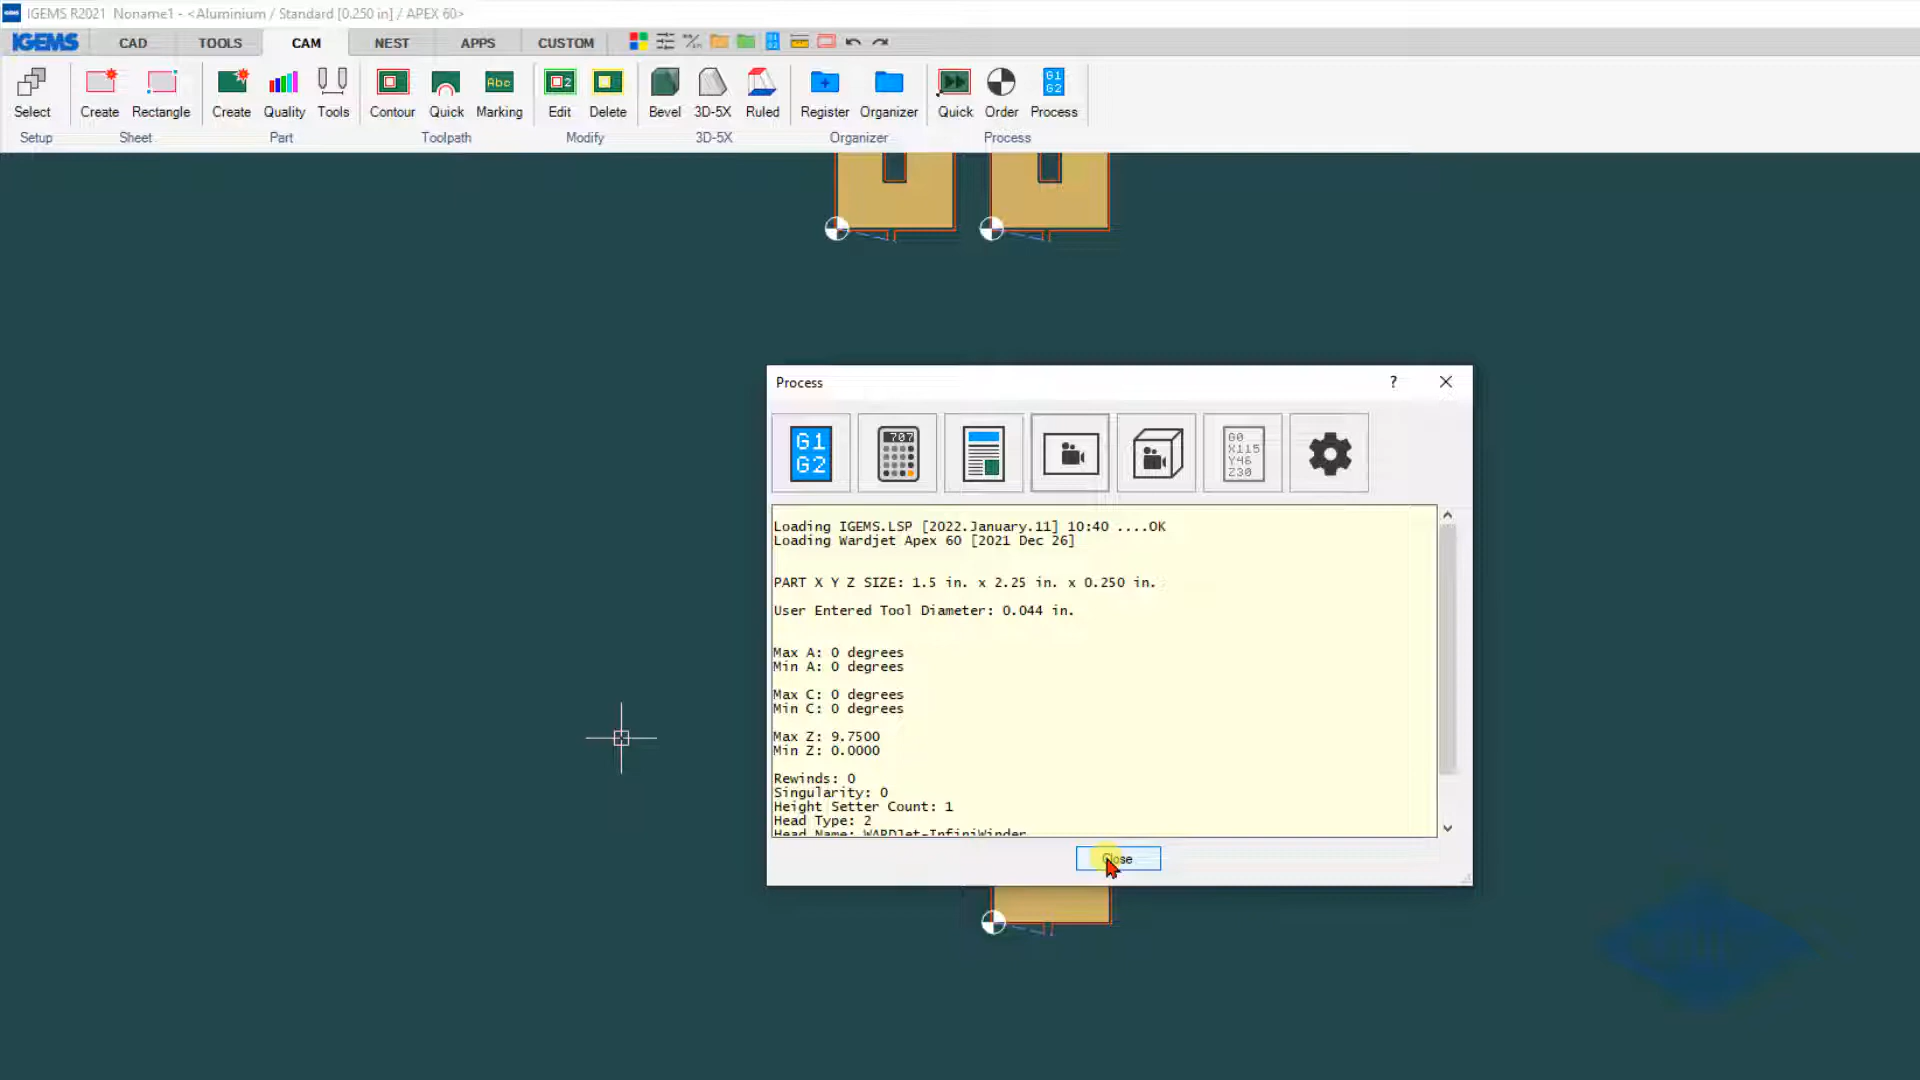 IGEMS R2021 Noname1 - <Aluminium / Standard [0.250 in] / APEX 60>
IGEMS CAD TOOLS CAM NEST APPS CUSTOM
Select Create Rectangle Create Quality Tools Contour Quick Marking Edit Delete Bevel 3D-5X Ruled Register Organizer Quick Order Process
Setup Sheet Part Toolpath Modify 3D-5X Organizer Process
Process
G1
G2
707
G0
X115
Y46
Z30
Loading IGEMS.LSP [2022.January.11] 10:40 ....OK
Loading Wardjet Apex 60 [2021 Dec 26]
PART X Y Z SIZE: 1.5 in. x 2.25 in. x 0.250 in.
User Entered Tool Diameter: 0.044 in.
Max A: 0 degrees
Min A: 0 degrees
Max C: 0 degrees
Min C: 0 degrees
Max Z: 9.7500
Min Z: 0.0000
Rewinds: 0
Singularity: 0
Height Setter Count: 1
Head Type: 2
Head Name: WARDJet-InfiniWinder
Close